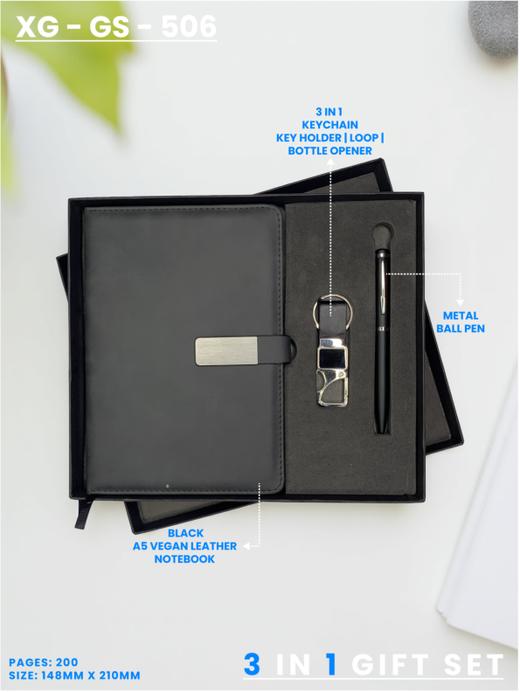 XG - GS - 506
3 IN 1
KEYCHAIN
KEY HOLDER | LOOP |
BOTTLE OPENER
METAL
BALL PEN
BLACK
A5 VEGAN LEATHER
NOTEBOOK
PAGES: 200
SIZE: 148MM X 210MM
3 IN 1 GIFT SET